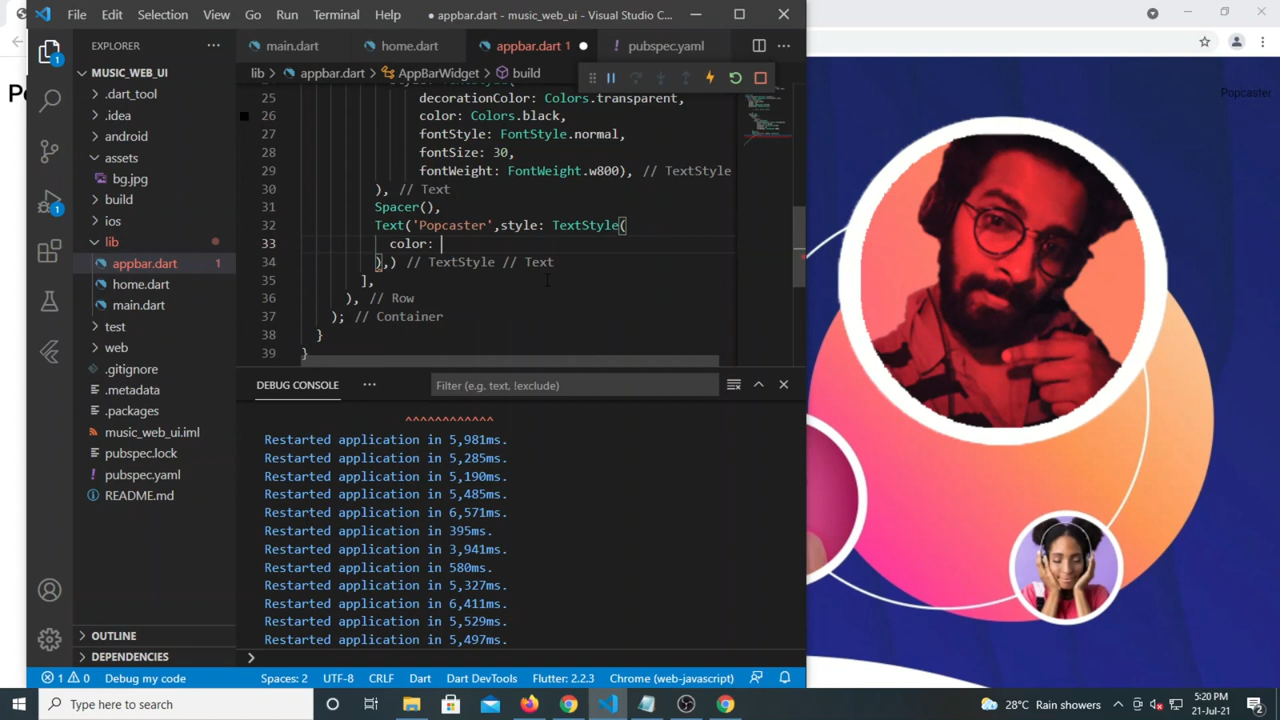 File Edit Selection View Go Run Terminal Help ● appbar.dart - music_web_ui - Visual Studio C...
EXPLORER
main.dart home.dart appbar.dart 1 pubspec.yaml
MUSIC_WEB_UI
lib > appbar.dart > AppBarWidget > build
.dart_tool
.idea
android
assets
bg.jpg
build
ios
lib
appbar.dart 1
home.dart
main.dart
test
web
.gitignore
.metadata
.packages
music_web_ui.iml
pubspec.lock
pubspec.yaml
README.md
OUTLINE
DEPENDENCIES
25 decorationColor: Colors.transparent,
26 color: Colors.black,
27 fontStyle: FontStyle.normal,
28 fontSize: 30,
29 fontWeight: FontWeight.w800), // TextStyle
30 ), // Text
31 Spacer(),
32 Text('Popcaster',style: TextStyle(
33 color:
34 ),) // TextStyle // Text
35 ],
36 ), // Row
37 ); // Container
38 }
39 }
DEBUG CONSOLE Filter (e.g. text, !exclude)
^^^^^^^^^^^^
Restarted application in 5,981ms.
Restarted application in 5,285ms.
Restarted application in 5,190ms.
Restarted application in 5,485ms.
Restarted application in 6,571ms.
Restarted application in 395ms.
Restarted application in 3,941ms.
Restarted application in 580ms.
Restarted application in 5,327ms.
Restarted application in 6,411ms.
Restarted application in 5,529ms.
Restarted application in 5,497ms.
1
1
Popcaster
1 0 Debug my code Spaces: 2 UTF-8 CRLF Dart Dart DevTools Flutter: 2.2.3 Chrome (web-javascript)
Type here to search
28°C Rain showers
5:20 PM
21-Jul-21
2